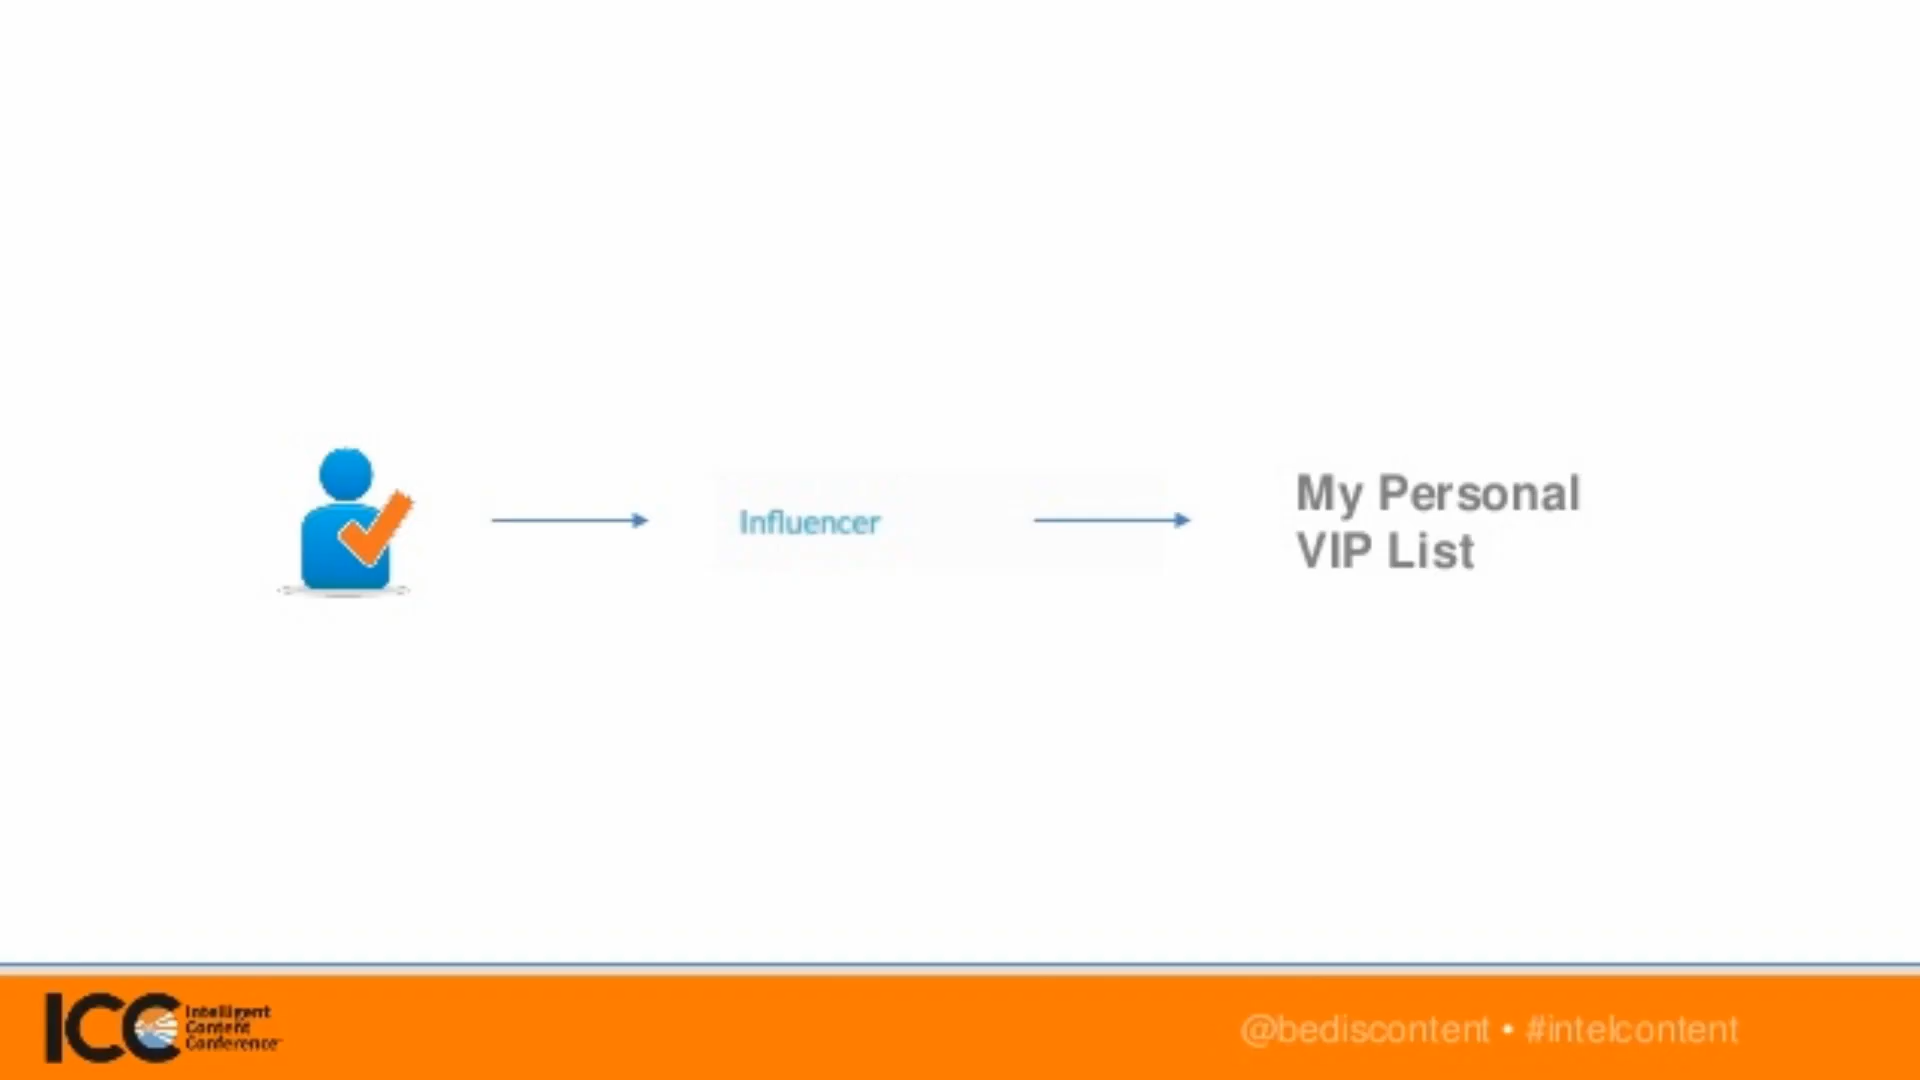 Influencer
My Personal
VIP List
ICC
Intelligent
Content
Conference
@bediscontent • #intelcontent